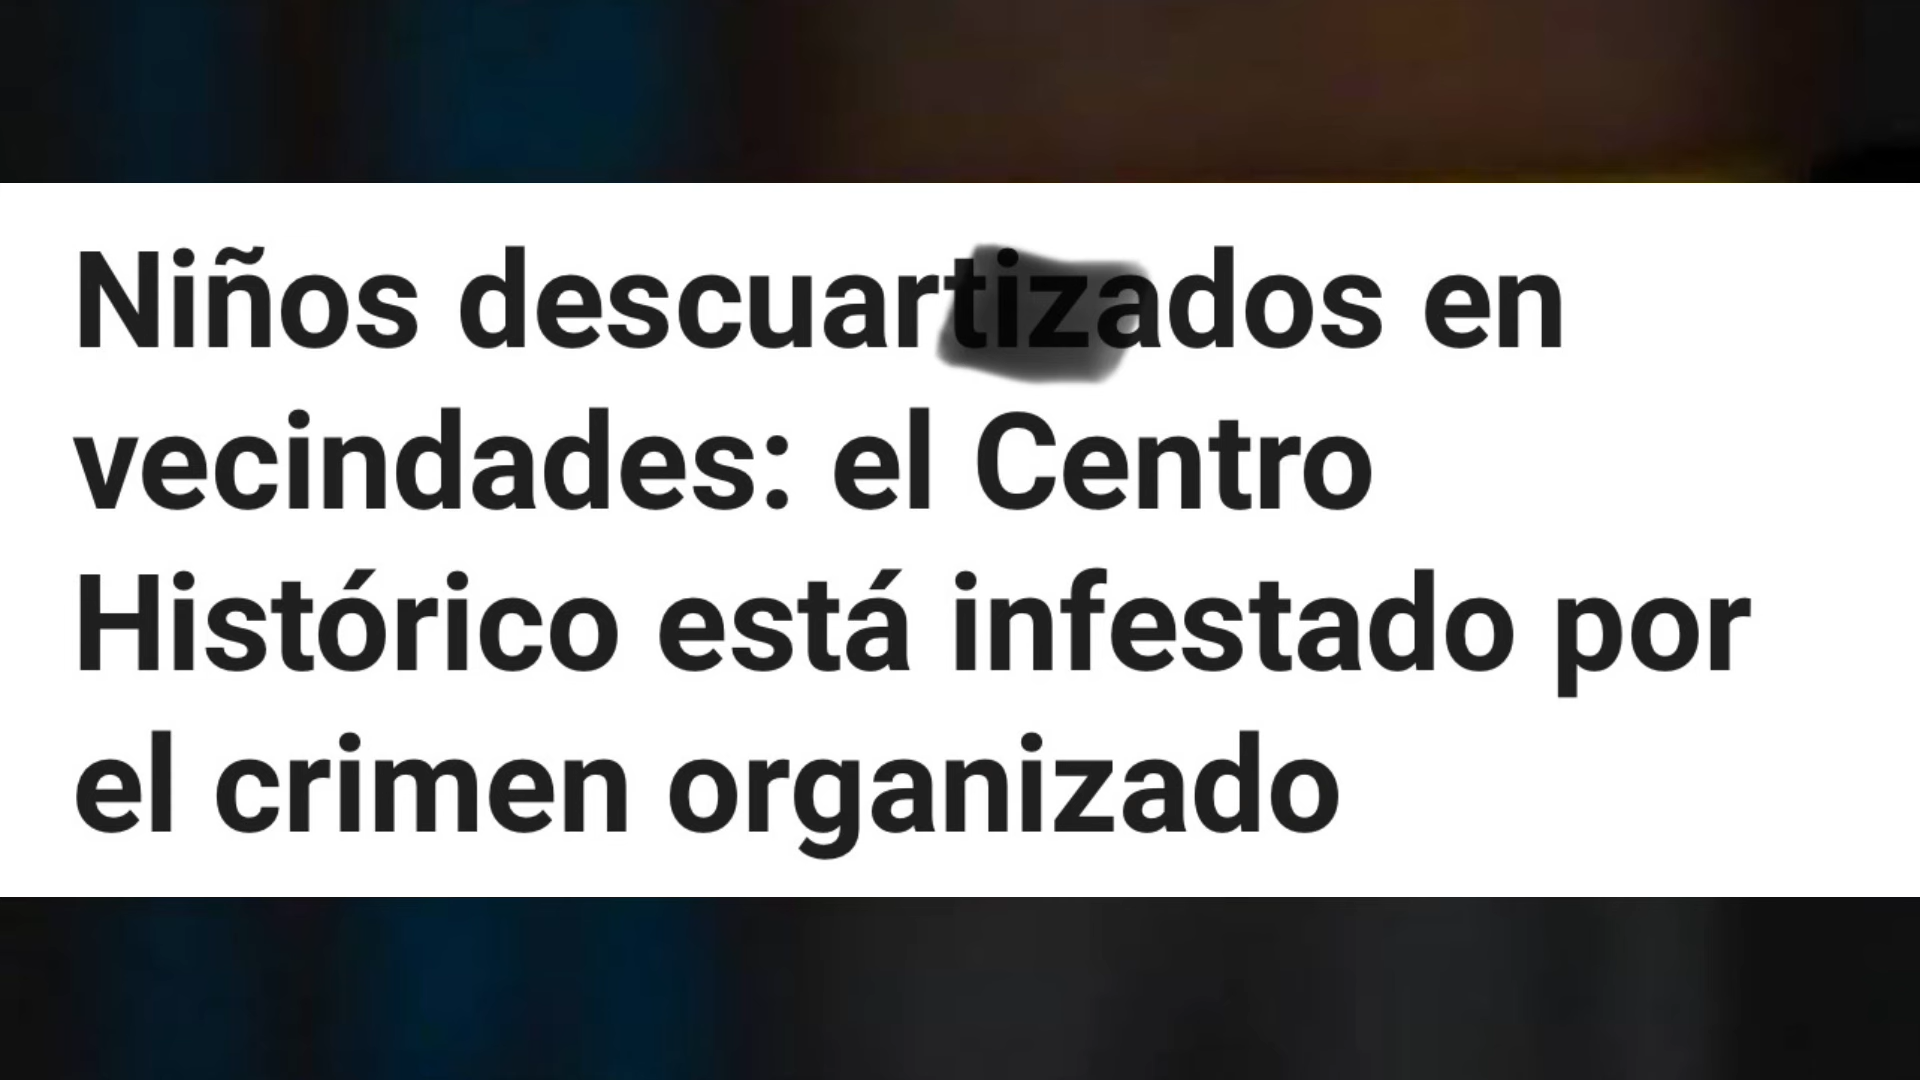 Niños descuartizados en
vecindades: el Centro
Histórico está infestado por
el crimen organizado